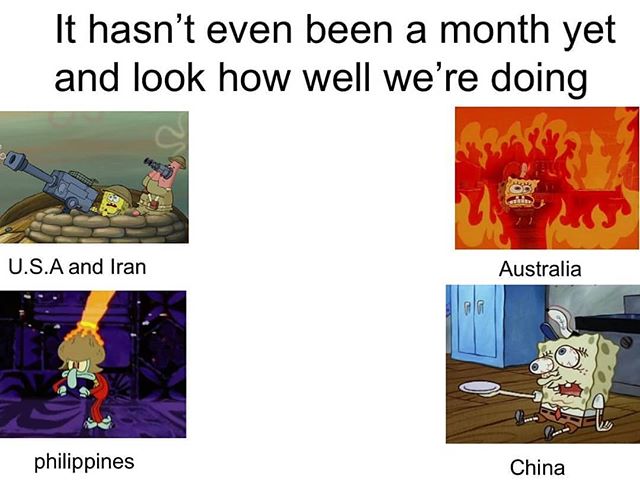 It hasn’t even been a month yet
and look how well we’re doing
U.S.A and Iran
Australia
philippines
China